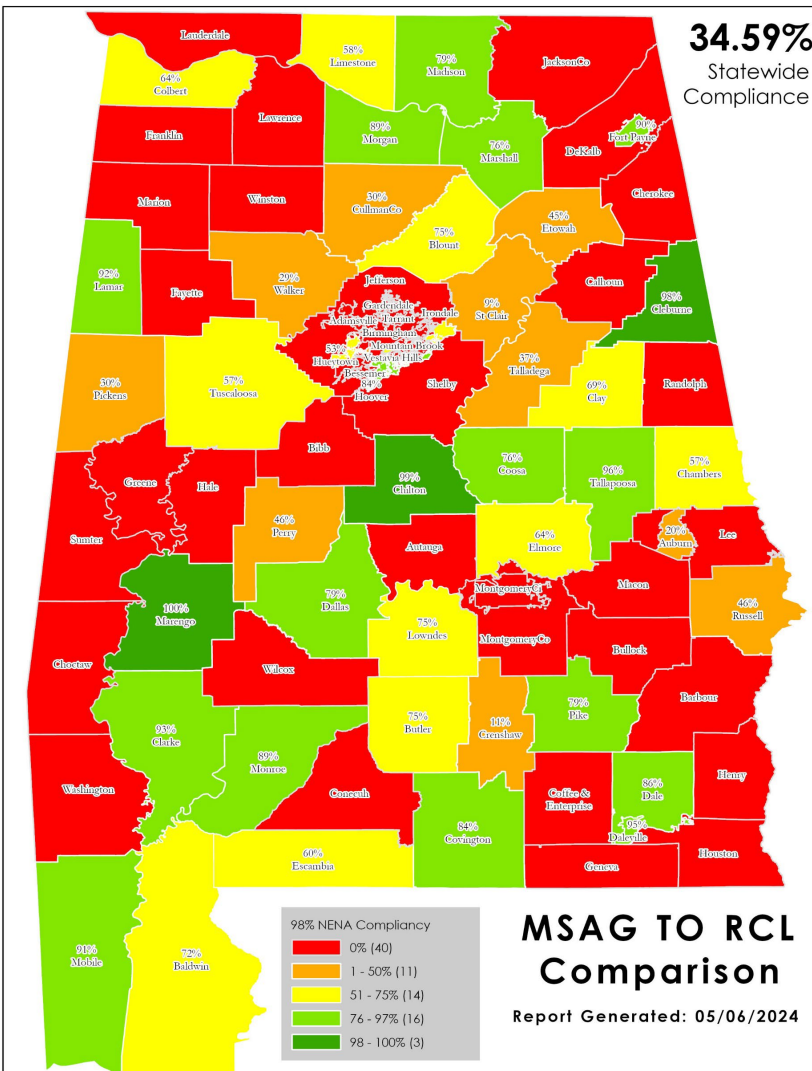 34.59%
Statewide
Compliance
Lauderdale
58%
Limestone
79%
Madison
JacksonCo
64%
Colbert
Lawrence
90%
Fort Payne
Franklin
89%
Morgan
76%
Marshall
DeKalb
Cherokee
Marion
Winston
30%
CullmanCo
45%
Etowah
75%
Blount
92%
Lamar
Fayette
29%
Walker
Jefferson
Calhoun
98%
Cleburne
Gardendale
9%
St Clair
Adamsville
Tarrant
Irondale
Birmingham
53%
Hueytown
Mountain Brook
Vestavia Hills
Bessemer
84%
Hoover
Shelby
37%
Talladega
30%
Pickens
57%
Tuscaloosa
69%
Clay
Randolph
Bibb
76%
Coosa
96%
Tallapoosa
57%
Chambers
Greene
Hale
99%
Chilton
46%
Perry
Sumter
Autauga
64%
Elmore
20%
Auburn
Lee
Macon
MontgomeryCi
100%
Marengo
79%
Dallas
46%
Russell
75%
Lowndes
MontgomeryCo
Bullock
Choctaw
Wilcox
Barbour
93%
Clarke
75%
Butler
11%
Crenshaw
79%
Pike
89%
Monroe
Washington
Conecuh
Coffee &
Enterprise
86%
Dale
Henry
84%
Covington
95%
Daleville
60%
Escambia
Geneva
Houston
91%
Mobile
72%
Baldwin
98% NENA Compliancy
0% (40)
1 - 50% (11)
51 - 75% (14)
76 - 97% (16)
98 - 100% (3)
MSAG TO RCL
Comparison
Report Generated: 05/06/2024